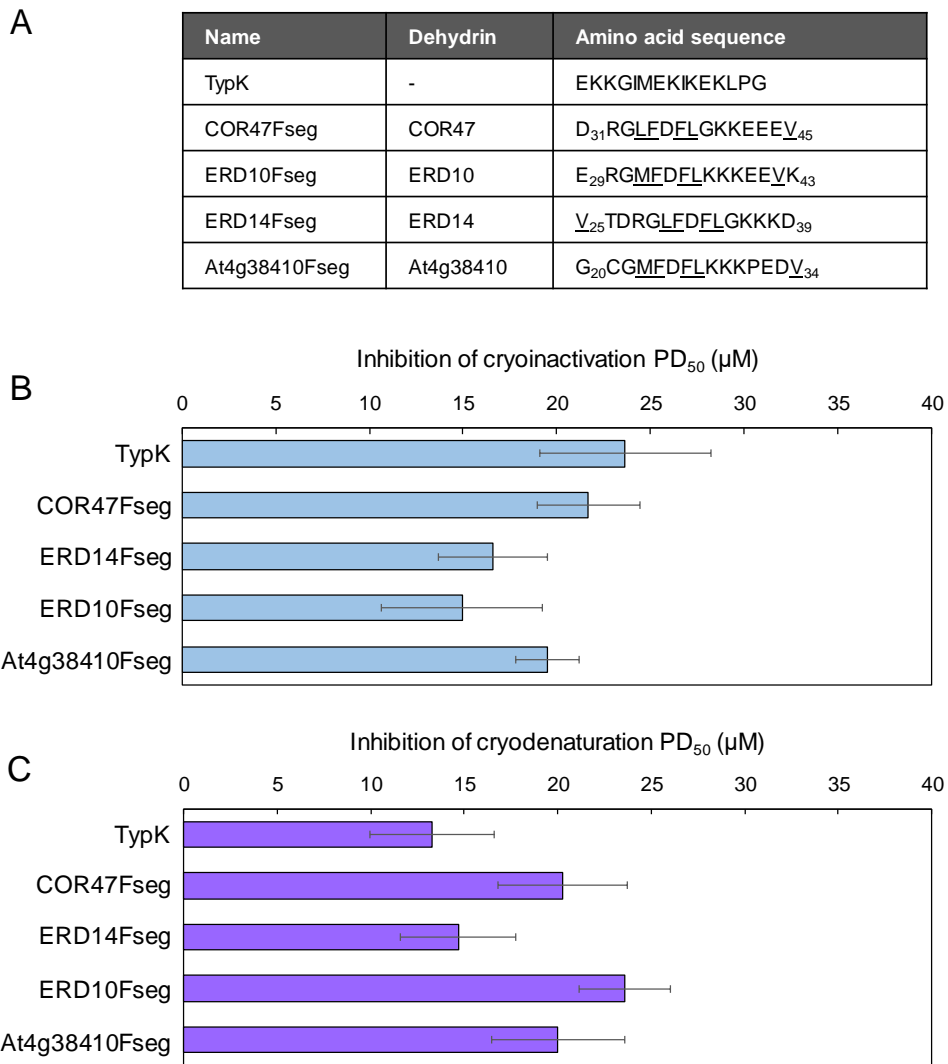 A
Name Dehydrin Amino acid sequence
TypK - EKKGIMEKIKEKLPG
COR47Fseg COR47 D31RGLFDFLGKKEEEV45
ERD10Fseg ERD10 E29RGMFDFLKKKEEVK43
ERD14Fseg ERD14 V25TDRGLFDFLGKKKD39
At4g38410Fseg At4g38410 G20CGMFDFLKKKPEDV34
Inhibition of cryoinactivation PD50 (µM)
B
0 5 10 15 20 25 30 35 40
TypK
COR47Fseg
ERD14Fseg
ERD10Fseg
At4g38410Fseg
Inhibition of cryodenaturation PD50 (µM)
C
0 5 10 15 20 25 30 35 40
TypK
COR47Fseg
ERD14Fseg
ERD10Fseg
At4g38410Fseg